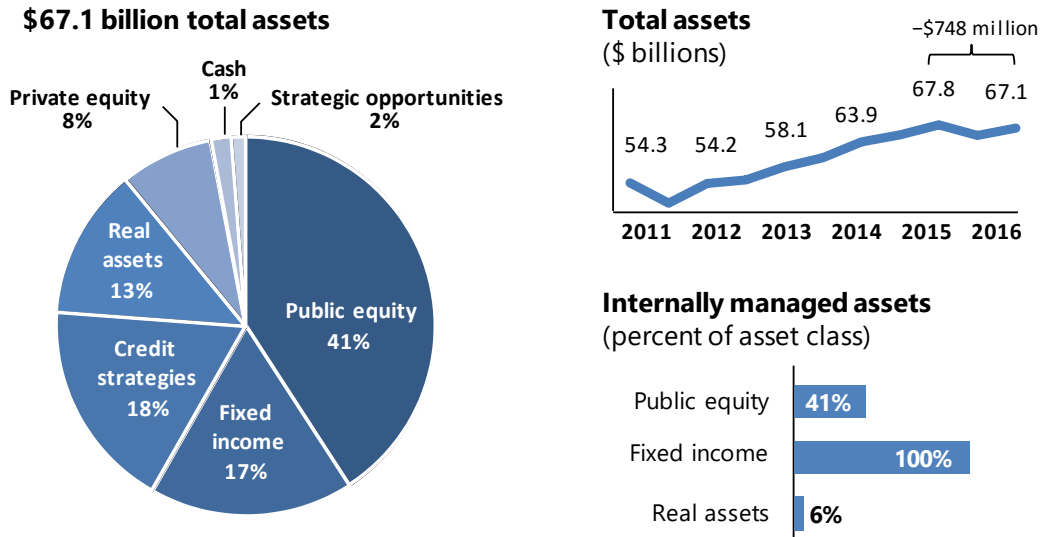 $67.1 billion total assets
Cash
1%
Private equity
8%
Strategic opportunities
2%
Real
assets
13%
Public equity
41%
Credit
strategies
18%
Fixed
income
17%
Total assets
($ billions)
−$748 million
54.3
54.2
58.1
63.9
67.8
67.1
2011 2012 2013 2014 2015 2016
Internally managed assets
(percent of asset class)
Public equity 41%
Fixed income 100%
Real assets 6%